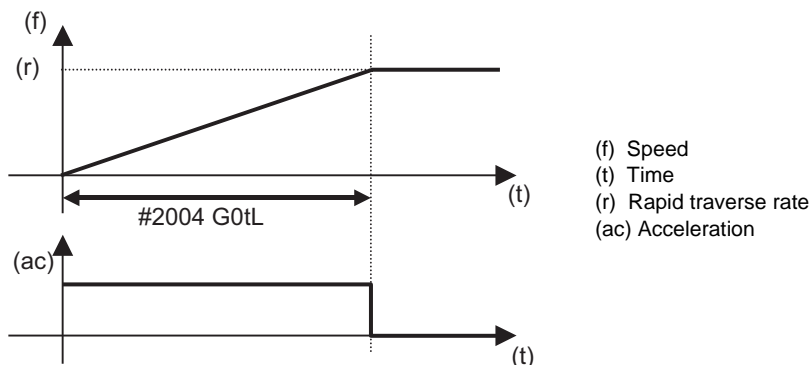 (f)
(r)
(t)
#2004 G0tL
(ac)
(t)
(f) Speed
(t) Time
(r) Rapid traverse rate
(ac) Acceleration